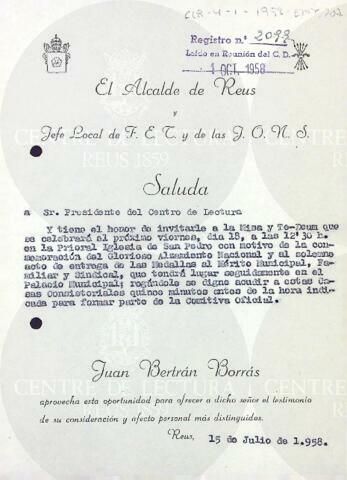 CLR-4-1-1958-
Registro n.º 2098
Leído en Reunión del C. D.
1 OCT. 1958
El Alcalde de Reus
y
Jefe Local de F. E. T. y de las J. O. N. S.
Saluda
a Sr. Presidente del Centro de Lectura
Y tiene el honor de invitarle a la Misa y Te-Deum que
se celebrará el próximo viernes, día 18, a las 12'30 h.
en la Prioral Iglesia de San Pedro con motivo de la con-
memoración del Glorioso Alzamiento Nacional y al solemne
acto de entrega de las Medallas al Mérito Municipal, Fa-
miliar y Sindical, que tendrá lugar seguidamente en el
Palacio Municipal; rogándole se digne acudir a estas Ca-
sas Consistoriales quince minutos antes de la hora indi-
cada para formar parte de la Comitiva Oficial.
Juan Bertrán Borrás
aprovecha esta oportunidad para ofrecer a dicho señor el testimonio
de su consideración y afecto personal más distinguidos.
Reus, 15 de Julio de 1.958.
CENTRE DE LECTURA
REUS 1859
CENTRE DE LECTURA
REUS 1859